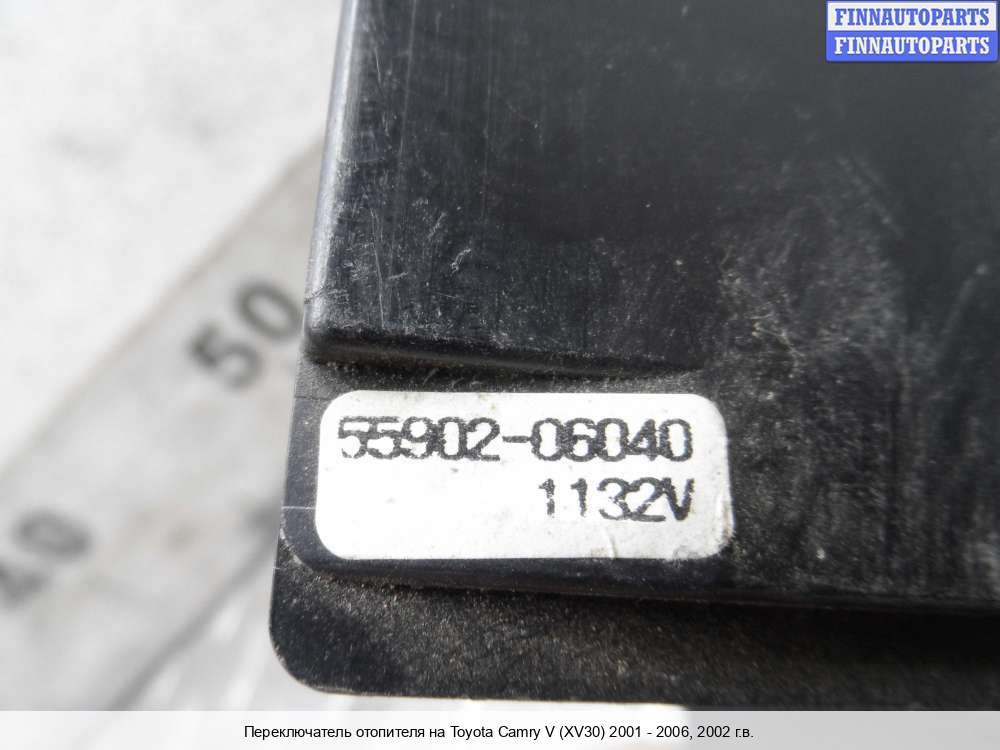 FINNAUTOPARTS
FINNAUTOPARTS
50
55902-06040
1132V
Переключатель отопителя на Toyota Camry V (XV30) 2001 - 2006, 2002 г.в.